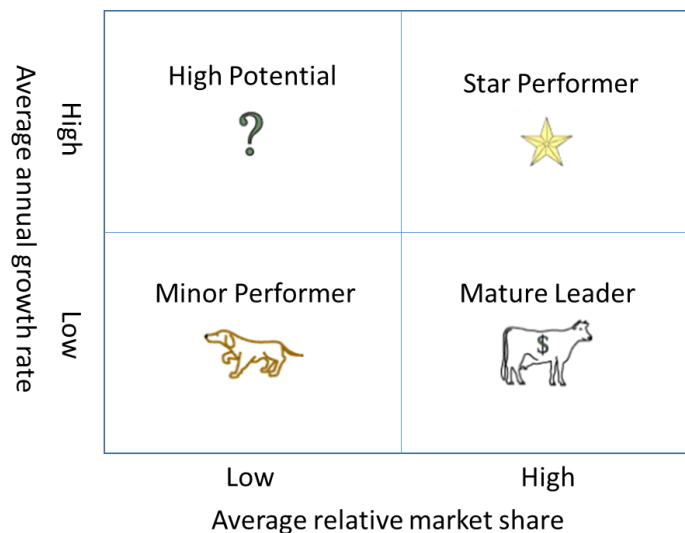 High Potential
?
Star Performer
Average annual growth rate
High
Low
Minor Performer
Mature Leader
$
Low
High
Average relative market share